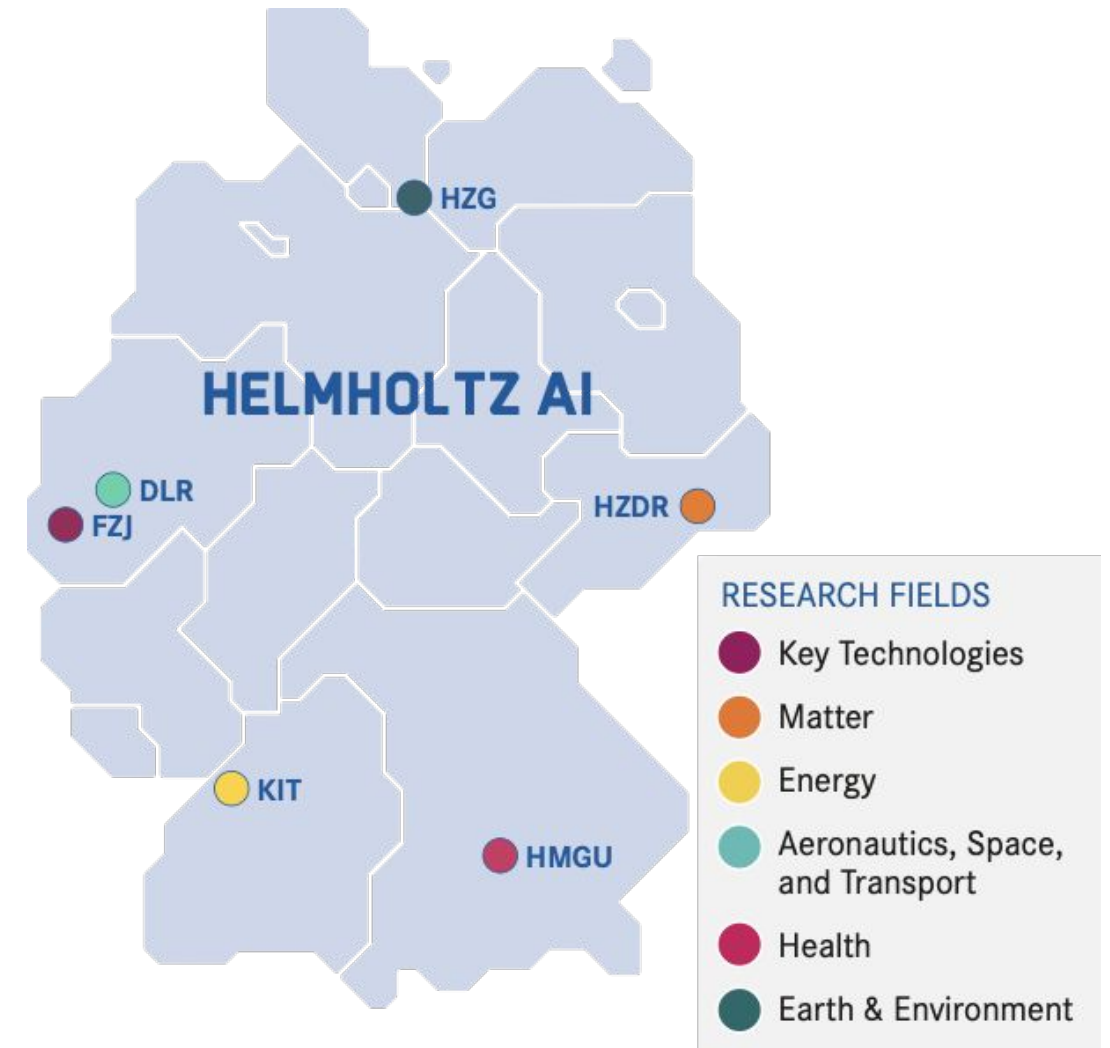 HZG
HELMHOLTZ AI
DLR
FZJ
HZDR
KIT
HMGU
RESEARCH FIELDS
Key Technologies
Matter
Energy
Aeronautics, Space,
and Transport
Health
Earth & Environment